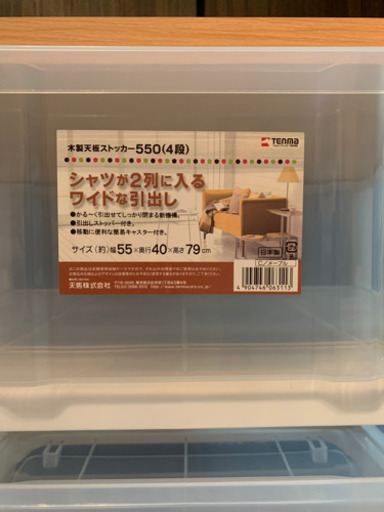 木製天板ストッカー550(4段)
TENMA
シャツが2列に入る
ワイドな引出し
●かる〜く引出せてしっかり閉まる新機構。
●引出しストッパー付き。
●移動に便利な簡易キャスター付き。
サイズ(約)幅55×奥行40×高さ79cm
日本製
C/メープル
天馬株式会社
4904746063113